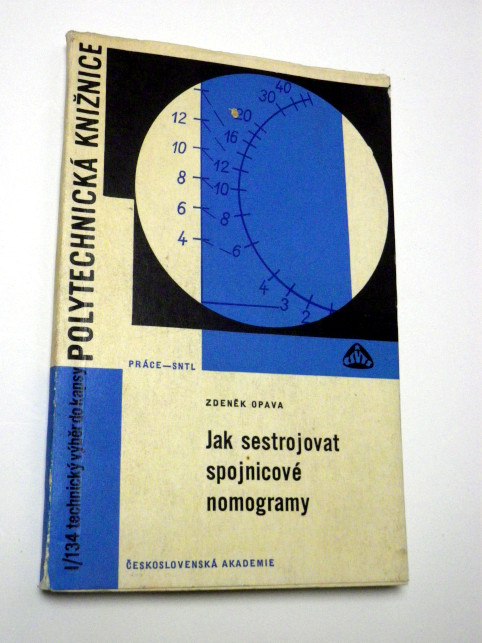 POLYTECHNICKÁ KNIŽNICE
I/134 technický výběr do kapsy
40
30
20
16
12
12
10
10
8
8
6
6
4
4
3
2
PRÁCE—SNTL
ZDENĚK OPAVA
Jak sestrojovat
spojnicové
nomogramy
ČESKOSLOVENSKÁ AKADEMIE